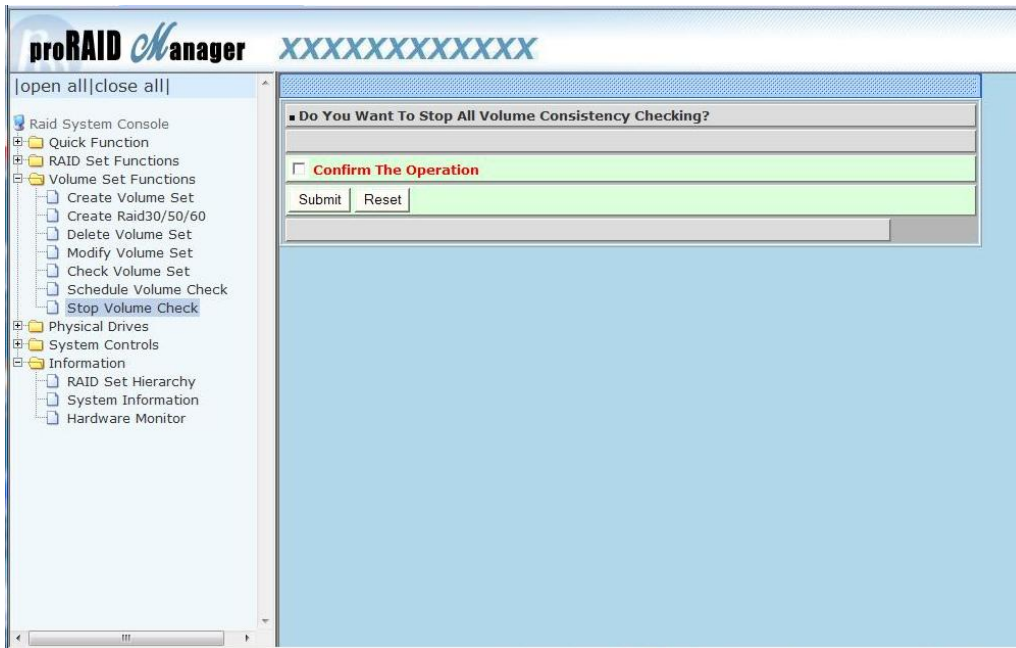 proRAID Manager
XXXXXXXXXXXX
|open all|close all|
Raid System Console
Quick Function
RAID Set Functions
Volume Set Functions
Create Volume Set
Create Raid30/50/60
Delete Volume Set
Modify Volume Set
Check Volume Set
Schedule Volume Check
Stop Volume Check
Physical Drives
System Controls
Information
RAID Set Hierarchy
System Information
Hardware Monitor
Do You Want To Stop All Volume Consistency Checking?
Confirm The Operation
Submit Reset